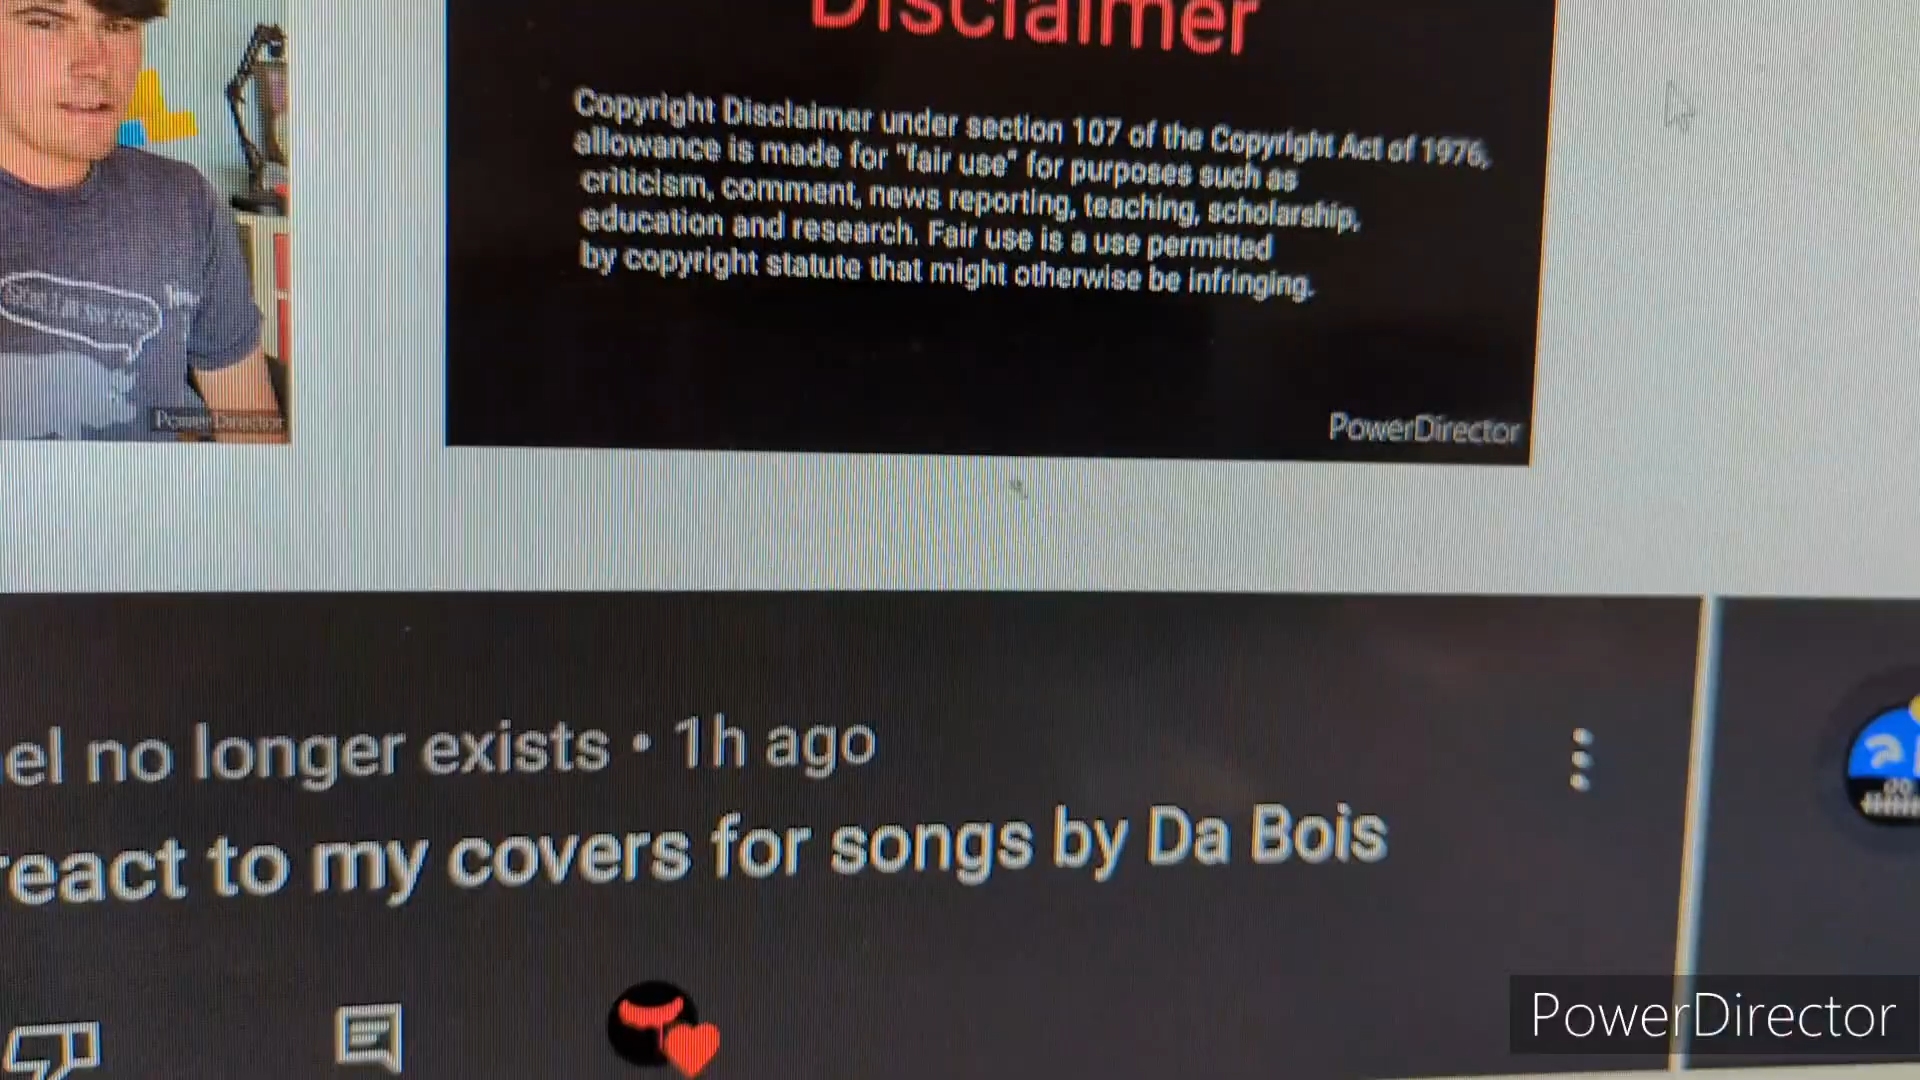 Disclaimer
Copyright Disclaimer under section 107 of the Copyright Act of 1976,
allowance is made for "fair use" for purposes such as
criticism, comment, news reporting, teaching, scholarship,
education and research. Fair use is a use permitted
by copyright statute that might otherwise be infringing.
PowerDirector
PowerDirector
el no longer exists • 1h ago
react to my covers for songs by Da Bois
PowerDirector